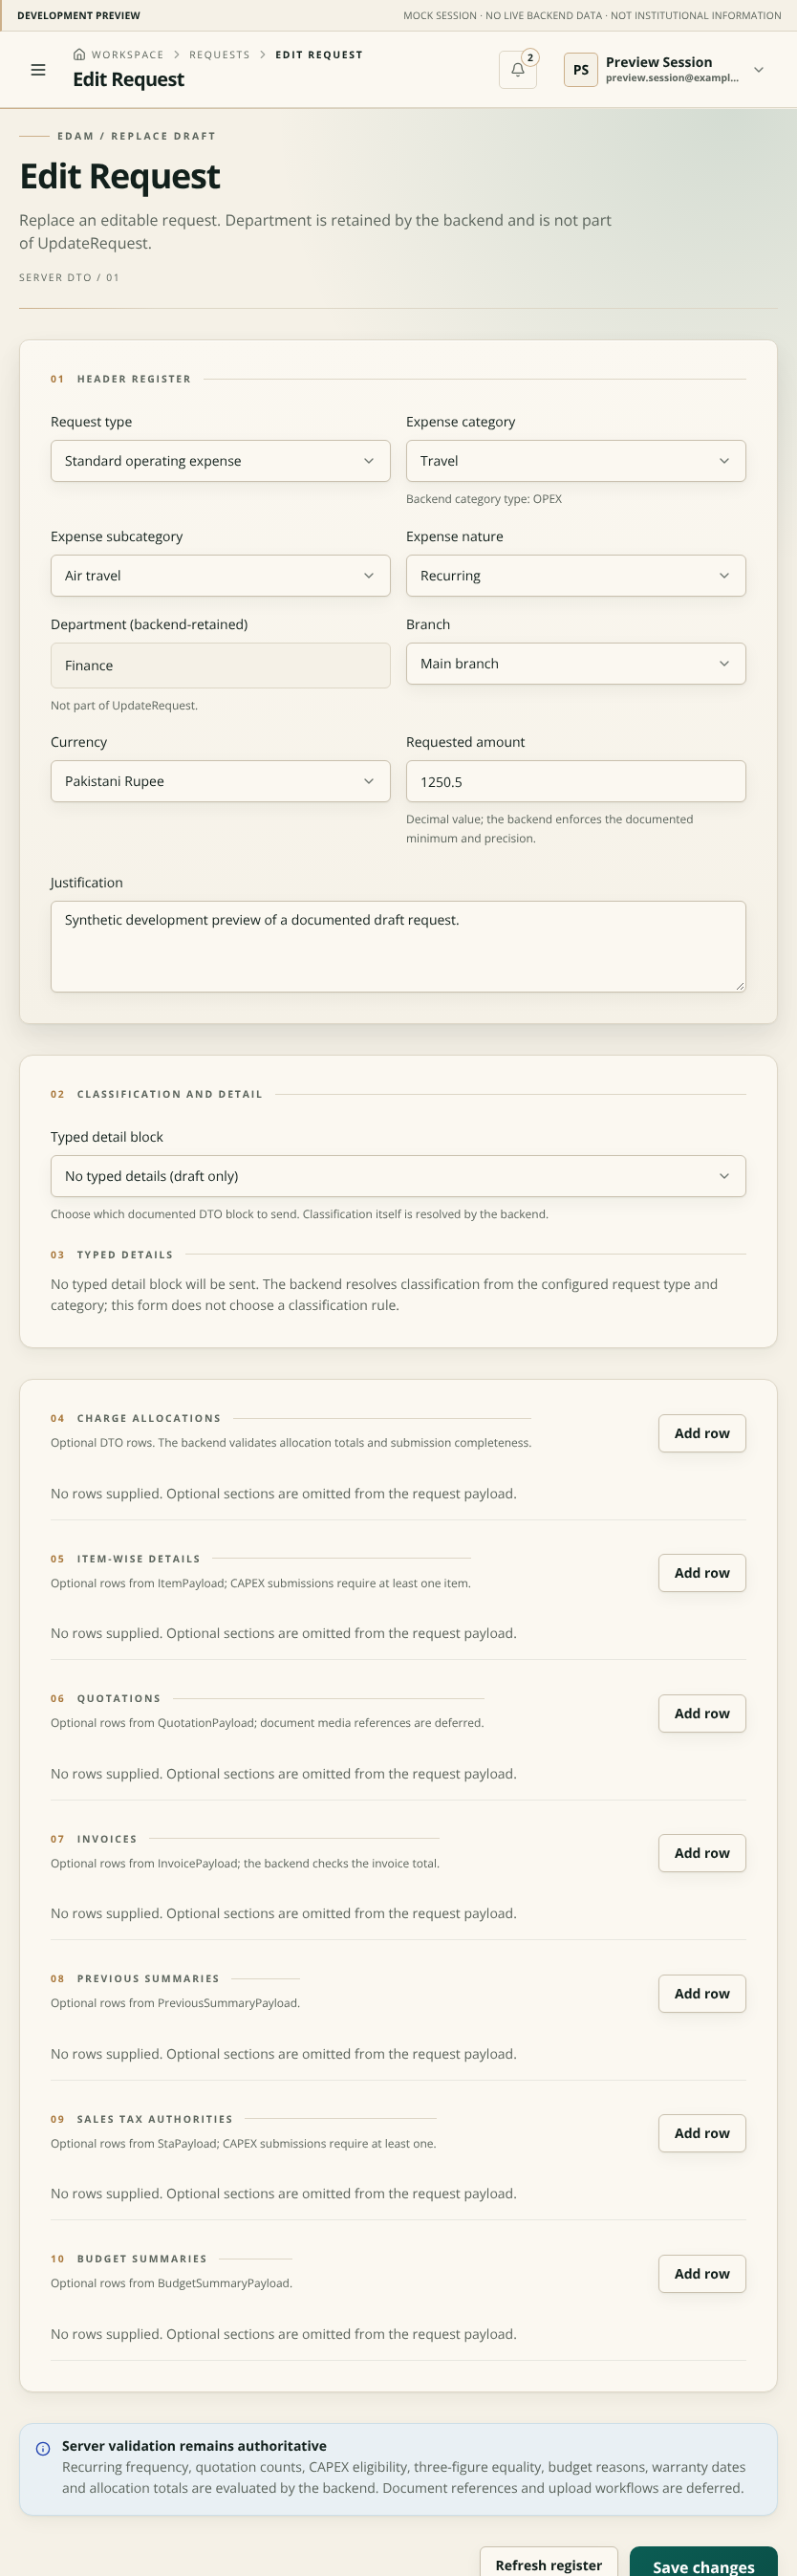 DEVELOPMENT PREVIEW
MOCK SESSION · NO LIVE BACKEND DATA · NOT INSTITUTIONAL INFORMATION
WORKSPACE > REQUESTS > EDIT REQUEST
Edit Request
2
PS
Preview Session
preview.session@exampl...
EDAM / REPLACE DRAFT
Edit Request
Replace an editable request. Department is retained by the backend and is not part
of UpdateRequest.
SERVER DTO / 01
01 HEADER REGISTER
Request type
Standard operating expense
Expense category
Travel
Backend category type: OPEX
Expense subcategory
Air travel
Expense nature
Recurring
Department (backend-retained)
Finance
Not part of UpdateRequest.
Branch
Main branch
Currency
Pakistani Rupee
Requested amount
1250.5
Decimal value; the backend enforces the documented
minimum and precision.
Justification
Synthetic development preview of a documented draft request.
02 CLASSIFICATION AND DETAIL
Typed detail block
No typed details (draft only)
Choose which documented DTO block to send. Classification itself is resolved by the backend.
03 TYPED DETAILS
No typed detail block will be sent. The backend resolves classification from the configured request type and
category; this form does not choose a classification rule.
04 CHARGE ALLOCATIONS
Optional DTO rows. The backend validates allocation totals and submission completeness.
Add row
No rows supplied. Optional sections are omitted from the request payload.
05 ITEM-WISE DETAILS
Optional rows from ItemPayload; CAPEX submissions require at least one item.
Add row
No rows supplied. Optional sections are omitted from the request payload.
06 QUOTATIONS
Optional rows from QuotationPayload; document media references are deferred.
Add row
No rows supplied. Optional sections are omitted from the request payload.
07 INVOICES
Optional rows from InvoicePayload; the backend checks the invoice total.
Add row
No rows supplied. Optional sections are omitted from the request payload.
08 PREVIOUS SUMMARIES
Optional rows from PreviousSummaryPayload.
Add row
No rows supplied. Optional sections are omitted from the request payload.
09 SALES TAX AUTHORITIES
Optional rows from StaPayload; CAPEX submissions require at least one.
Add row
No rows supplied. Optional sections are omitted from the request payload.
10 BUDGET SUMMARIES
Optional rows from BudgetSummaryPayload.
Add row
No rows supplied. Optional sections are omitted from the request payload.
Server validation remains authoritative
Recurring frequency, quotation counts, CAPEX eligibility, three-figure equality, budget reasons, warranty dates
and allocation totals are evaluated by the backend. Document references and upload workflows are deferred.
Refresh register
Save changes